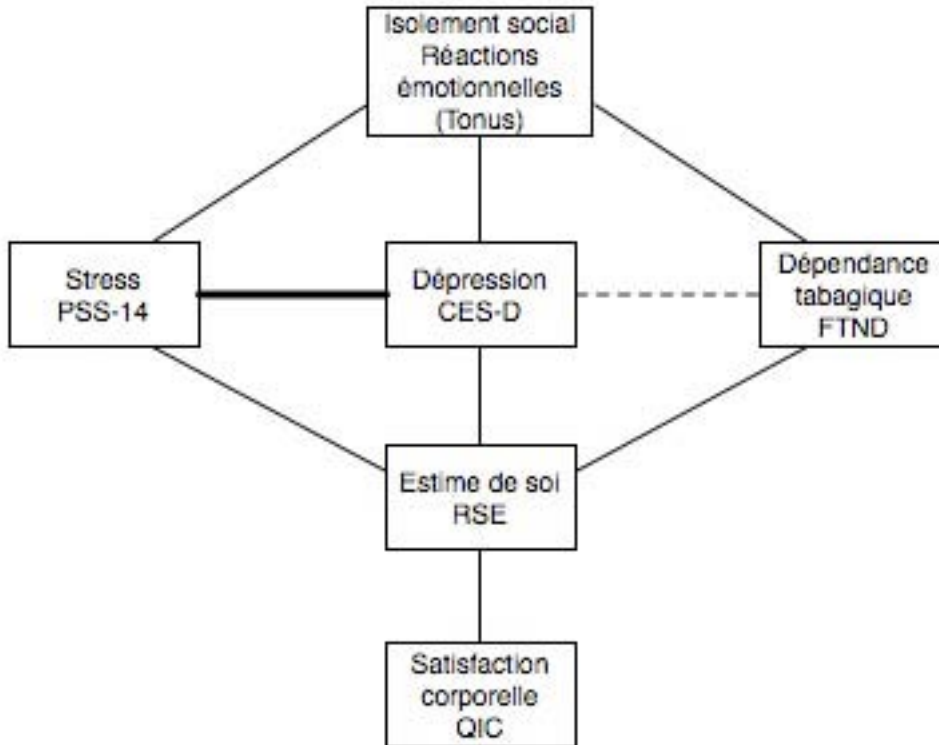 Isolement social
Réactions
émotionnelles
(Tonus)
Stress
PSS-14
Dépression
CES-D
Dépendance
tabagique
FTND
Estime de soi
RSE
Satisfaction
corporelle
QIC